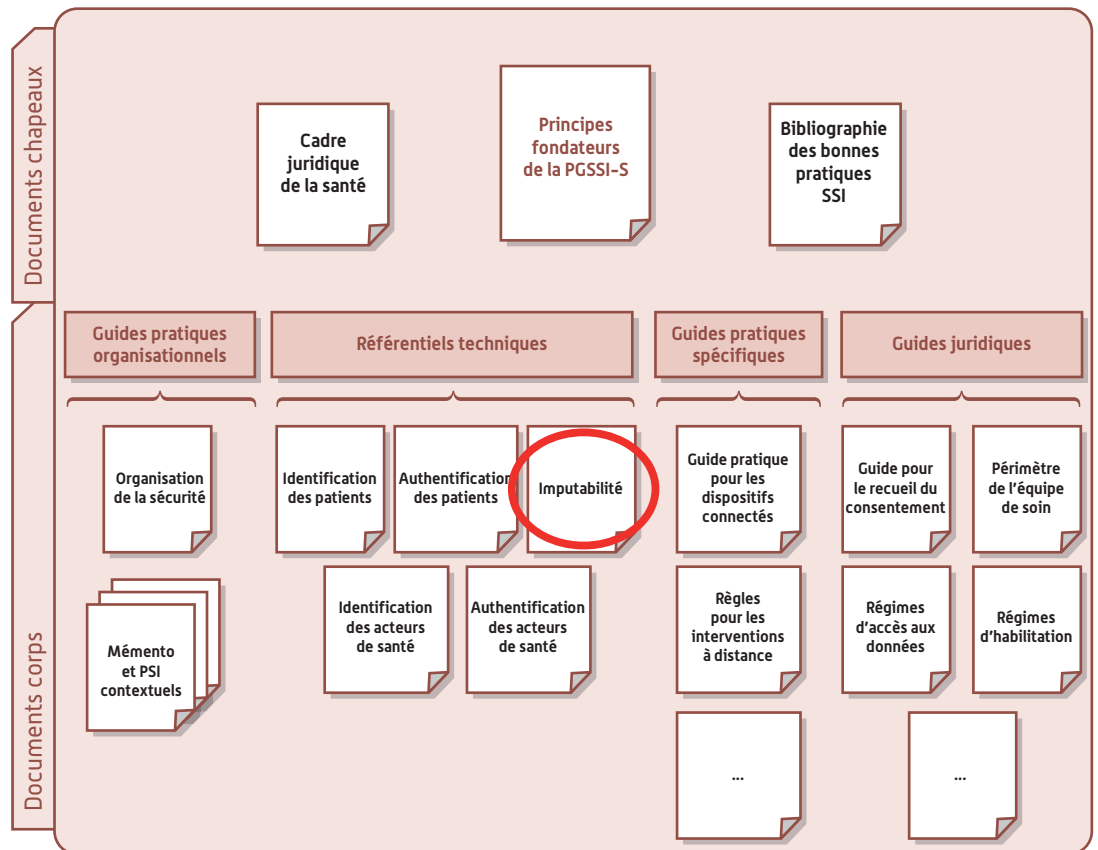 Documents chapeaux
Cadre
juridique
de la santé
Principes
fondateurs
de la PGSSI-S
Bibliographie
des bonnes
pratiques
SSI
Documents corps
Guides pratiques
organisationnels
Référentiels techniques
Guides pratiques
spécifiques
Guides juridiques
Organisation
de la sécurité
Identification
des patients
Authentification
des patients
Imputabilité
Guide pratique
pour les
dispositifs
connectés
Guide pour
le recueil du
consentement
Périmètre
de l'équipe
de soin
Mémento
et PSI
contextuels
Identification
des acteurs
de santé
Authentification
des acteurs
de santé
Règles
pour les
interventions
à distance
Régimes
d'accès aux
données
Régimes
d'habilitation
...
...